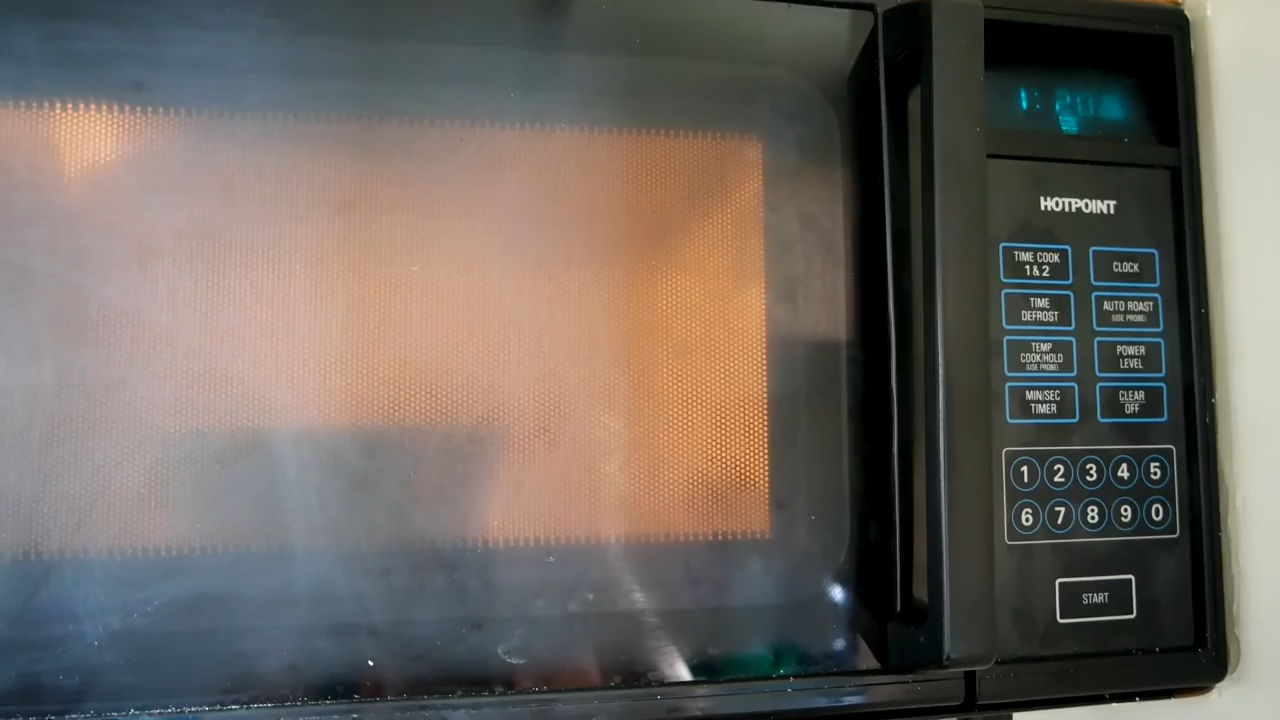 HOTPOINT
TIME COOK
1 & 2
CLOCK
TIME
DEFROST
AUTO ROAST
(USE PROBE)
TEMP
COOK/HOLD
(USE PROBE)
POWER
LEVEL
MIN/SEC
TIMER
CLEAR
OFF
1 2 3 4 5
6 7 8 9 0
START